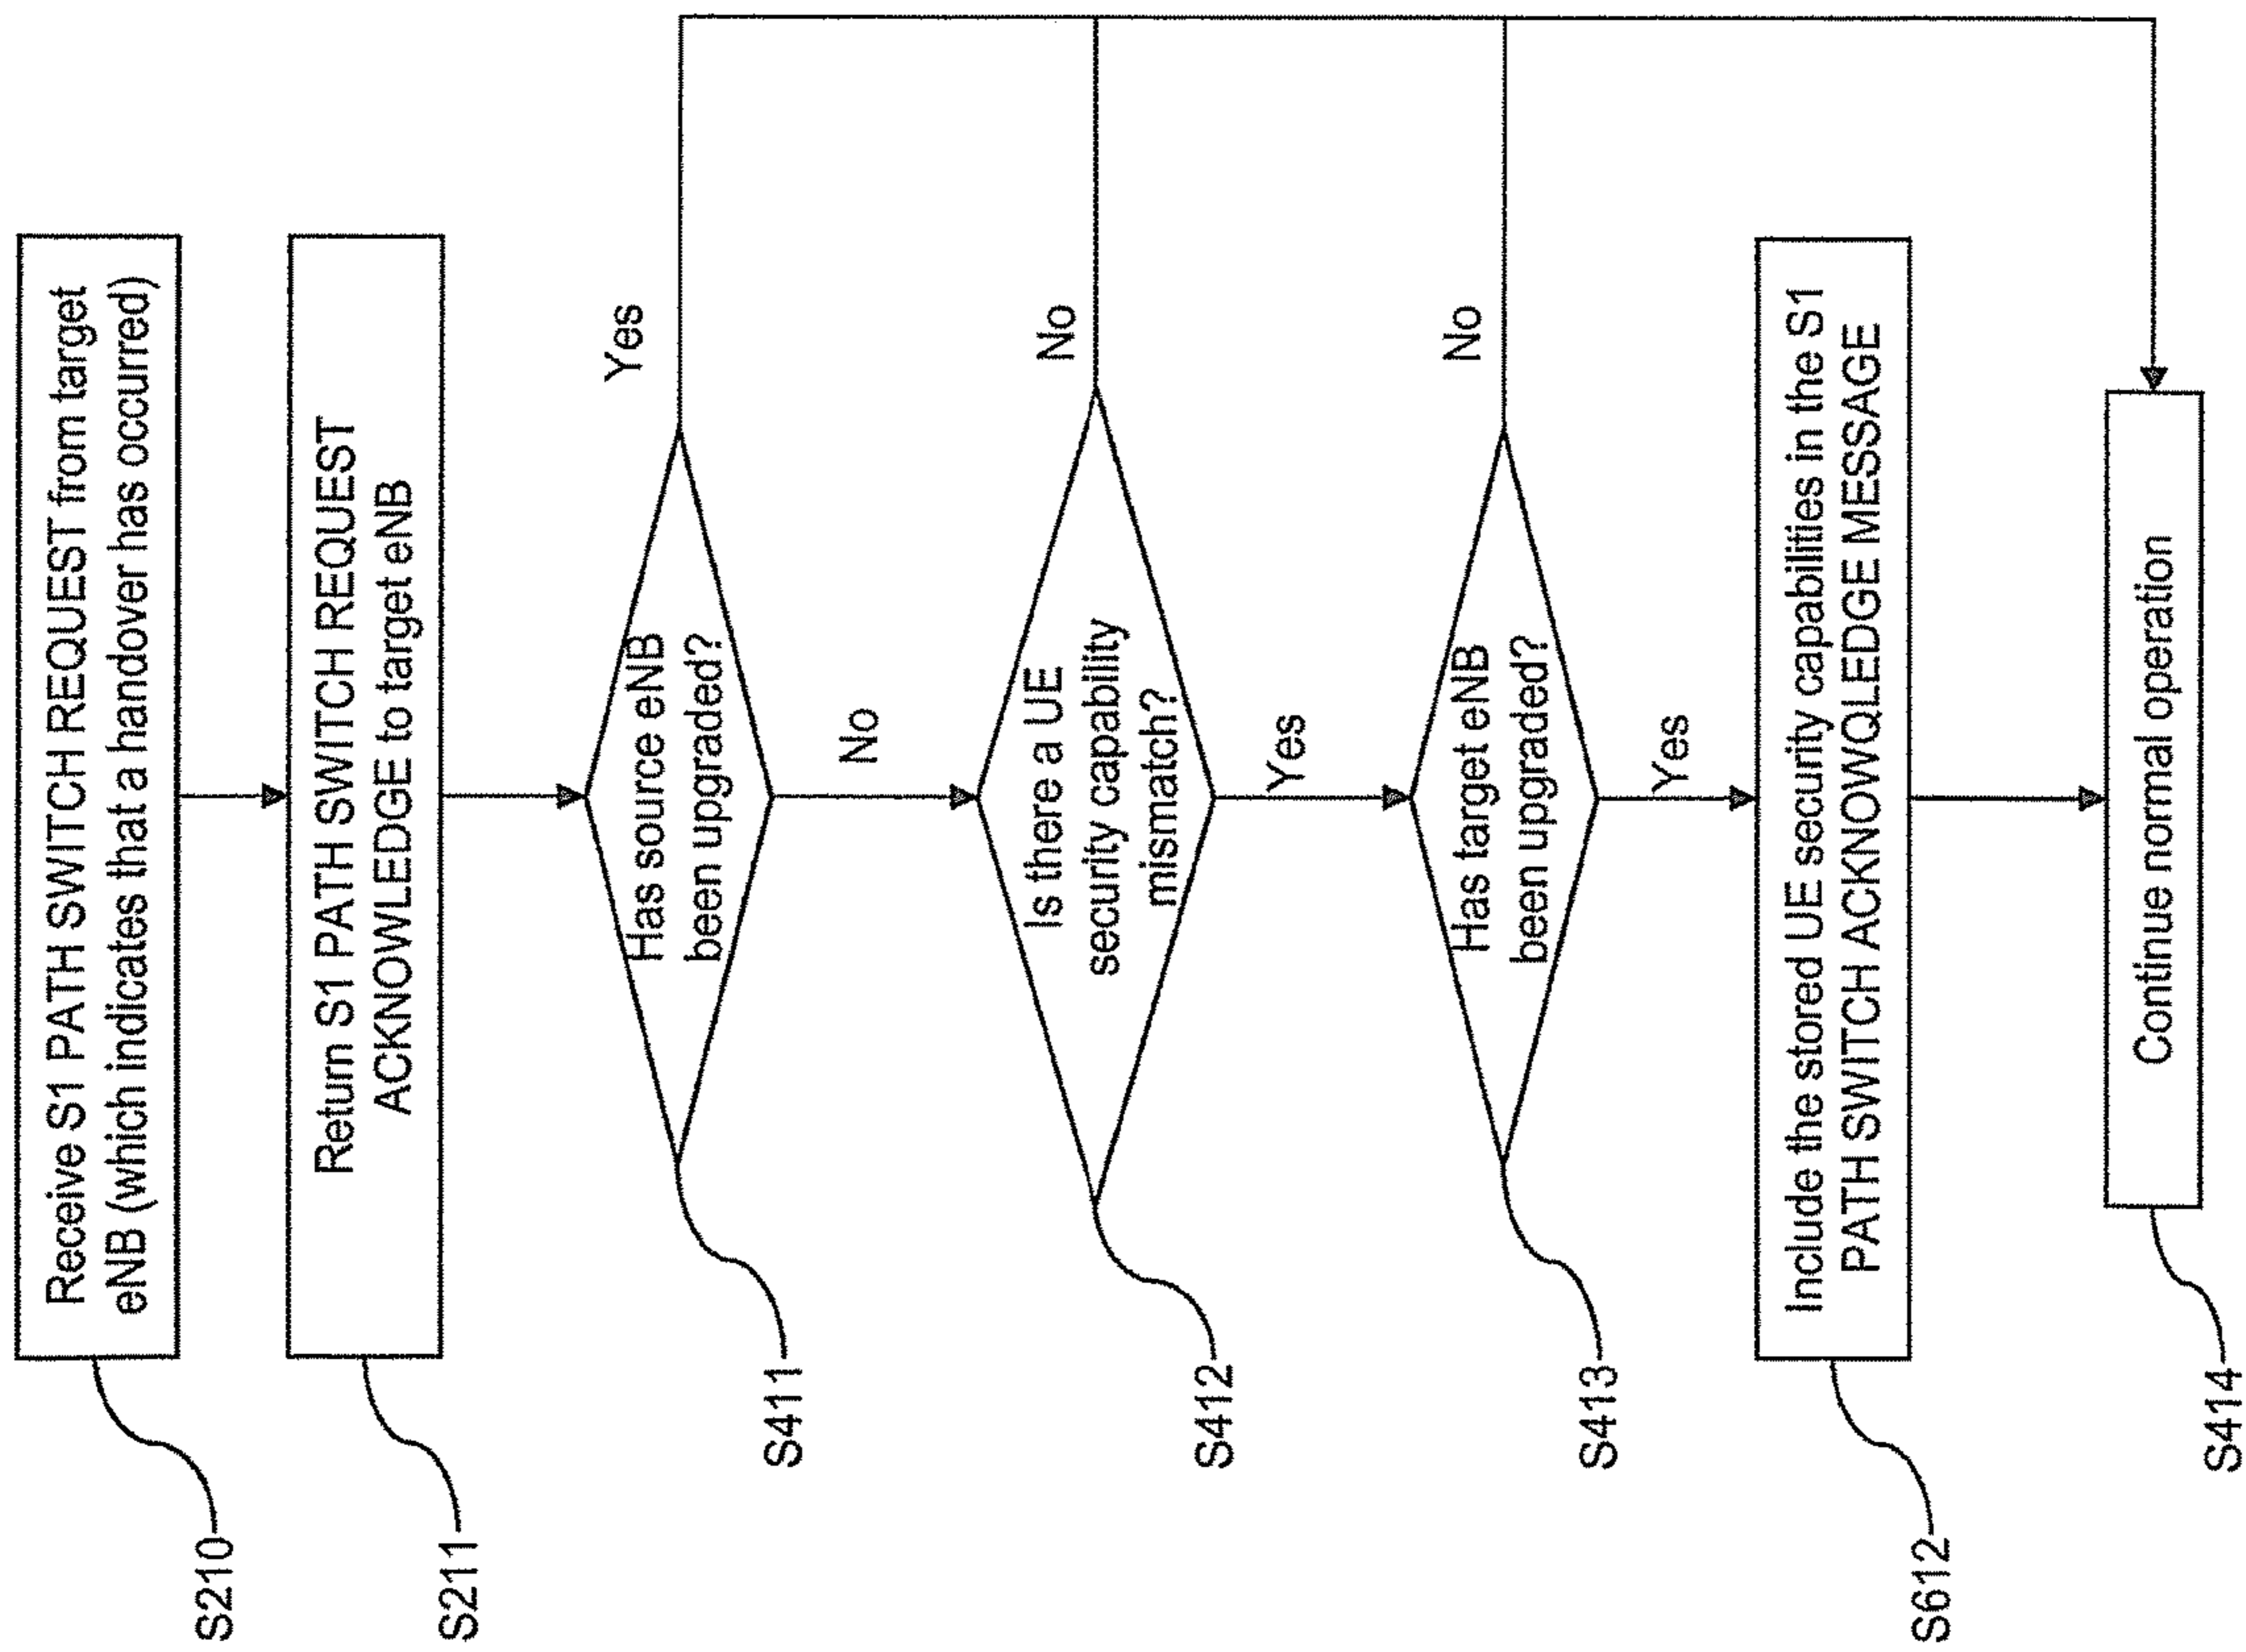 Receive S1 PATH SWITCH REQUEST from target
eNB (which indicates that a handover has occurred)
S210
Return S1 PATH SWITCH REQUEST
ACKNOWLEDGE to target eNB
S211
Has source eNB
been upgraded?
Yes
No
S411
Is there a UE
security capability
mismatch?
No
Yes
S412
Has target eNB
been upgraded?
No
Yes
S413
Include the stored UE security capabilities in the S1
PATH SWITCH ACKNOWQLEDGE MESSAGE
S612
Continue normal operation
S414